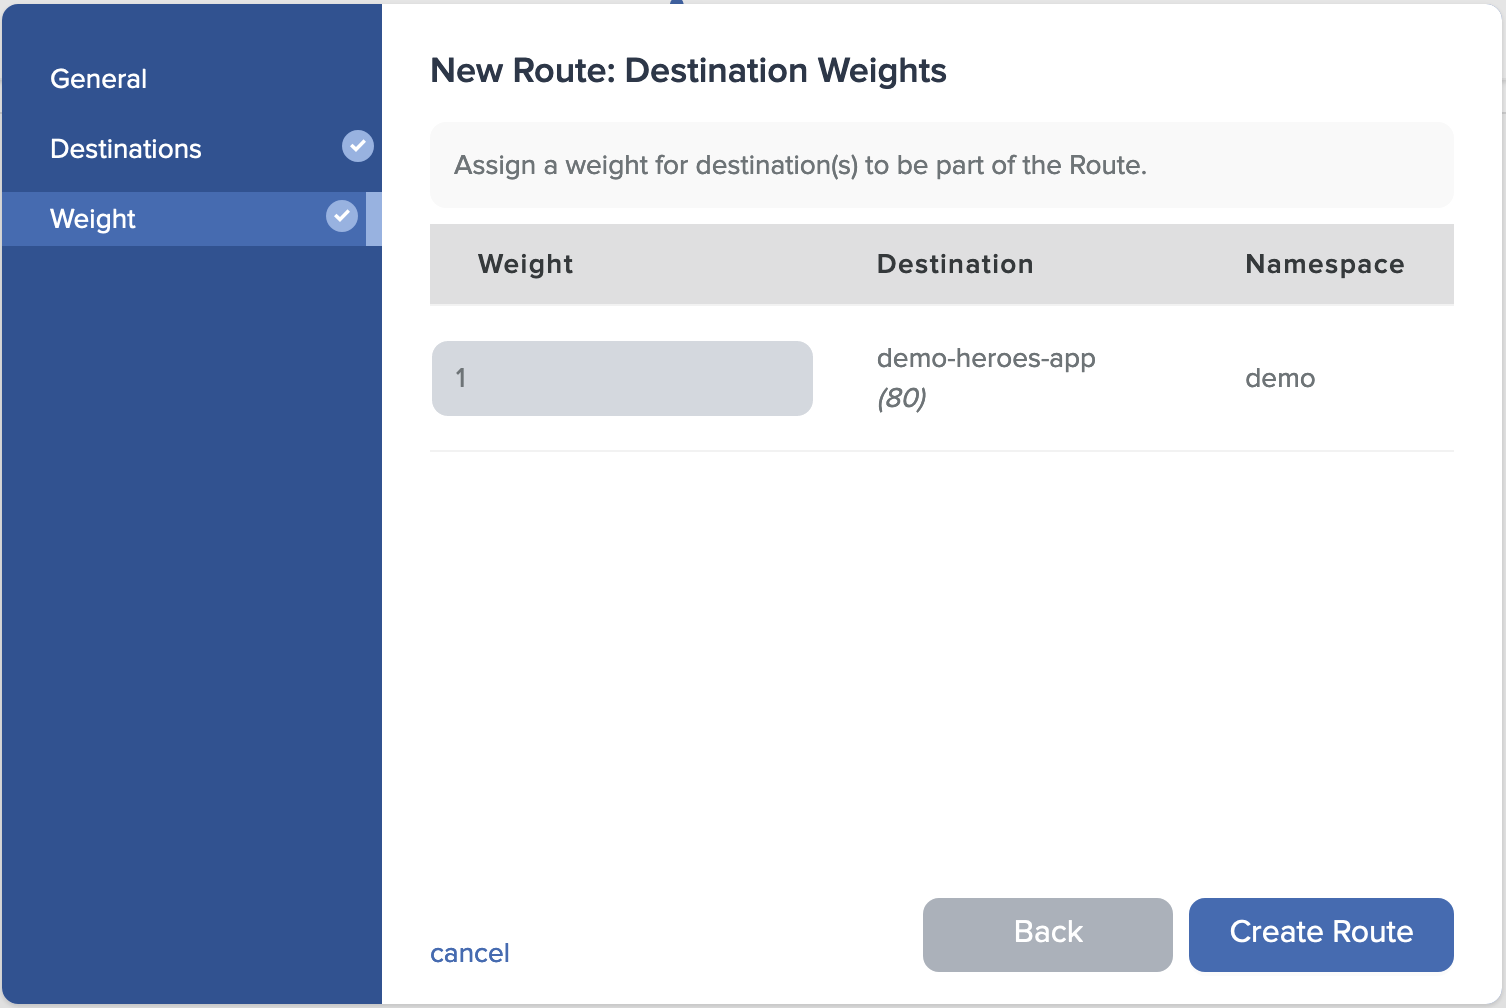 General
Destinations
Weight
New Route: Destination Weights
Assign a weight for destination(s) to be part of the Route.
Weight Destination Namespace
1 demo-heroes-app demo
(80)
cancel Back Create Route